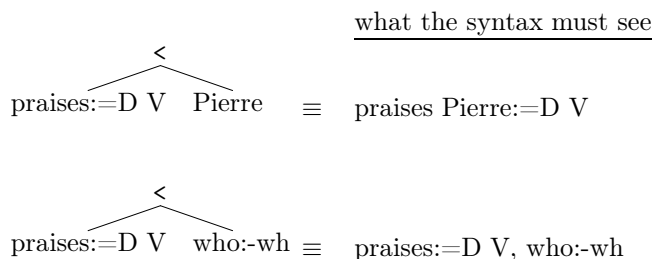 what the syntax must see
<
praises:=D V Pierre ≡ praises Pierre:=D V
<
praises:=D V who:-wh ≡ praises:=D V, who:-wh